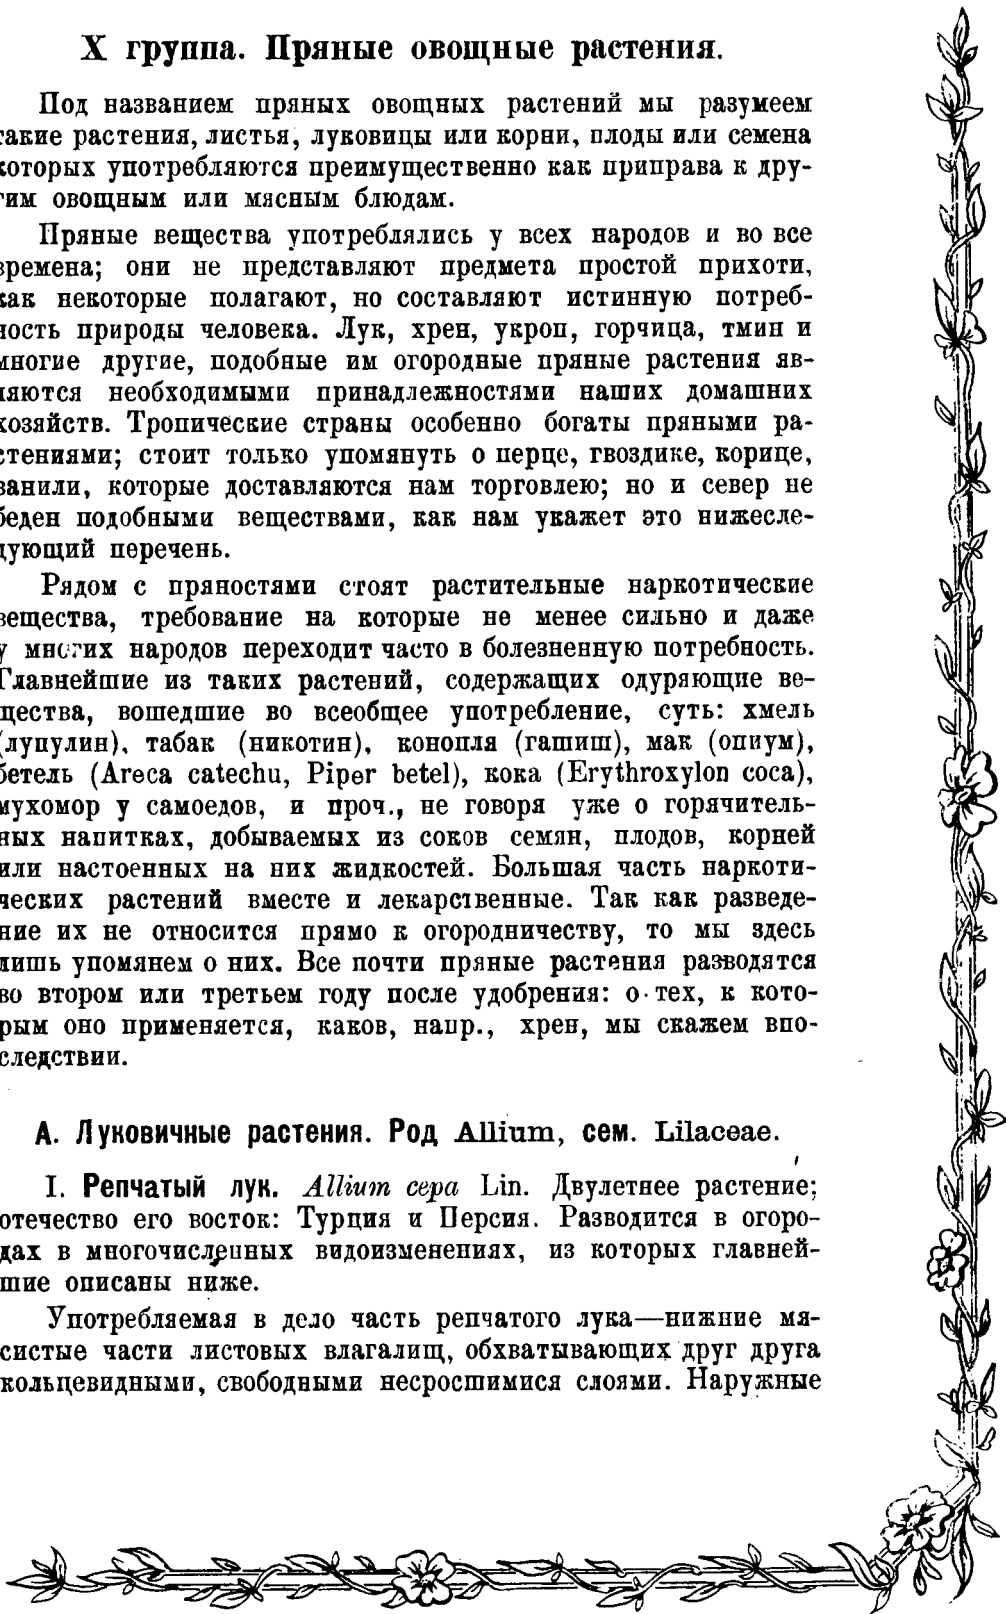 X группа. Пряные овощные растения.
Под названием пряных овощных растений мы разумеем
такие растения, листья, луковицы или корни, плоды или семена
которых употребляются преимущественно как приправа к дру-
гим овощным или мясным блюдам.
Пряные вещества употреблялись у всех народов и во все
времена; они не представляют предмета простой прихоти,
как некоторые полагают, но составляют истинную потреб-
ность природы человека. Лук, хрен, укроп, горчица, тмин и
многие другие, подобные им огородные пряные растения яв-
ляются необходимыми принадлежностями наших домашних
хозяйств. Тропические страны особенно богаты пряными ра-
стениями; стоит только упомянуть о перце, гвоздике, корице,
ванили, которые доставляются нам торговлею; но и север не
беден подобными веществами, как нам укажет это нижесле-
дующий перечень.
Рядом с пряностями стоят растительные наркотические
вещества, требование на которые не менее сильно и даже
у многих народов переходит часто в болезненную потребность.
Главнейшие из таких растений, содержащих одуряющие ве-
щества, вошедшие во всеобщее употребление, суть: хмель
(лупулин), табак (никотин), конопля (гашиш), мак (опиум),
бетель (Areca catechu, Piper betel), кока (Erythroxylon coca),
мухомор у самоедов, и проч., не говоря уже о горячитель-
ных напитках, добываемых из соков семян, плодов, корней
или настоенных на них жидкостей. Большая часть наркоти-
ческих растений вместе и лекарственные. Так как разведе-
ние их не относится прямо к огородничеству, то мы здесь
лишь упомянем о них. Все почти пряные растения разводятся
во втором или третьем году после удобрения: о тех, к кото-
рым оно применяется, каков, напр., хрен, мы скажем впо-
следствии.
А. Луковичные растения. Род Allium, сем. Lilaceae.
I. Репчатый лук. Allium cepa Lin. Двулетнее растение;
отечество его восток: Турция и Персия. Разводится в огоро-
дах в многочисленных видоизменениях, из которых главней-
шие описаны ниже.
Употребляемая в дело часть репчатого лука—нижние мя-
систые части листовых влагалищ, обхватывающих друг друга
кольцевидными, свободными несросшимися слоями. Наружные